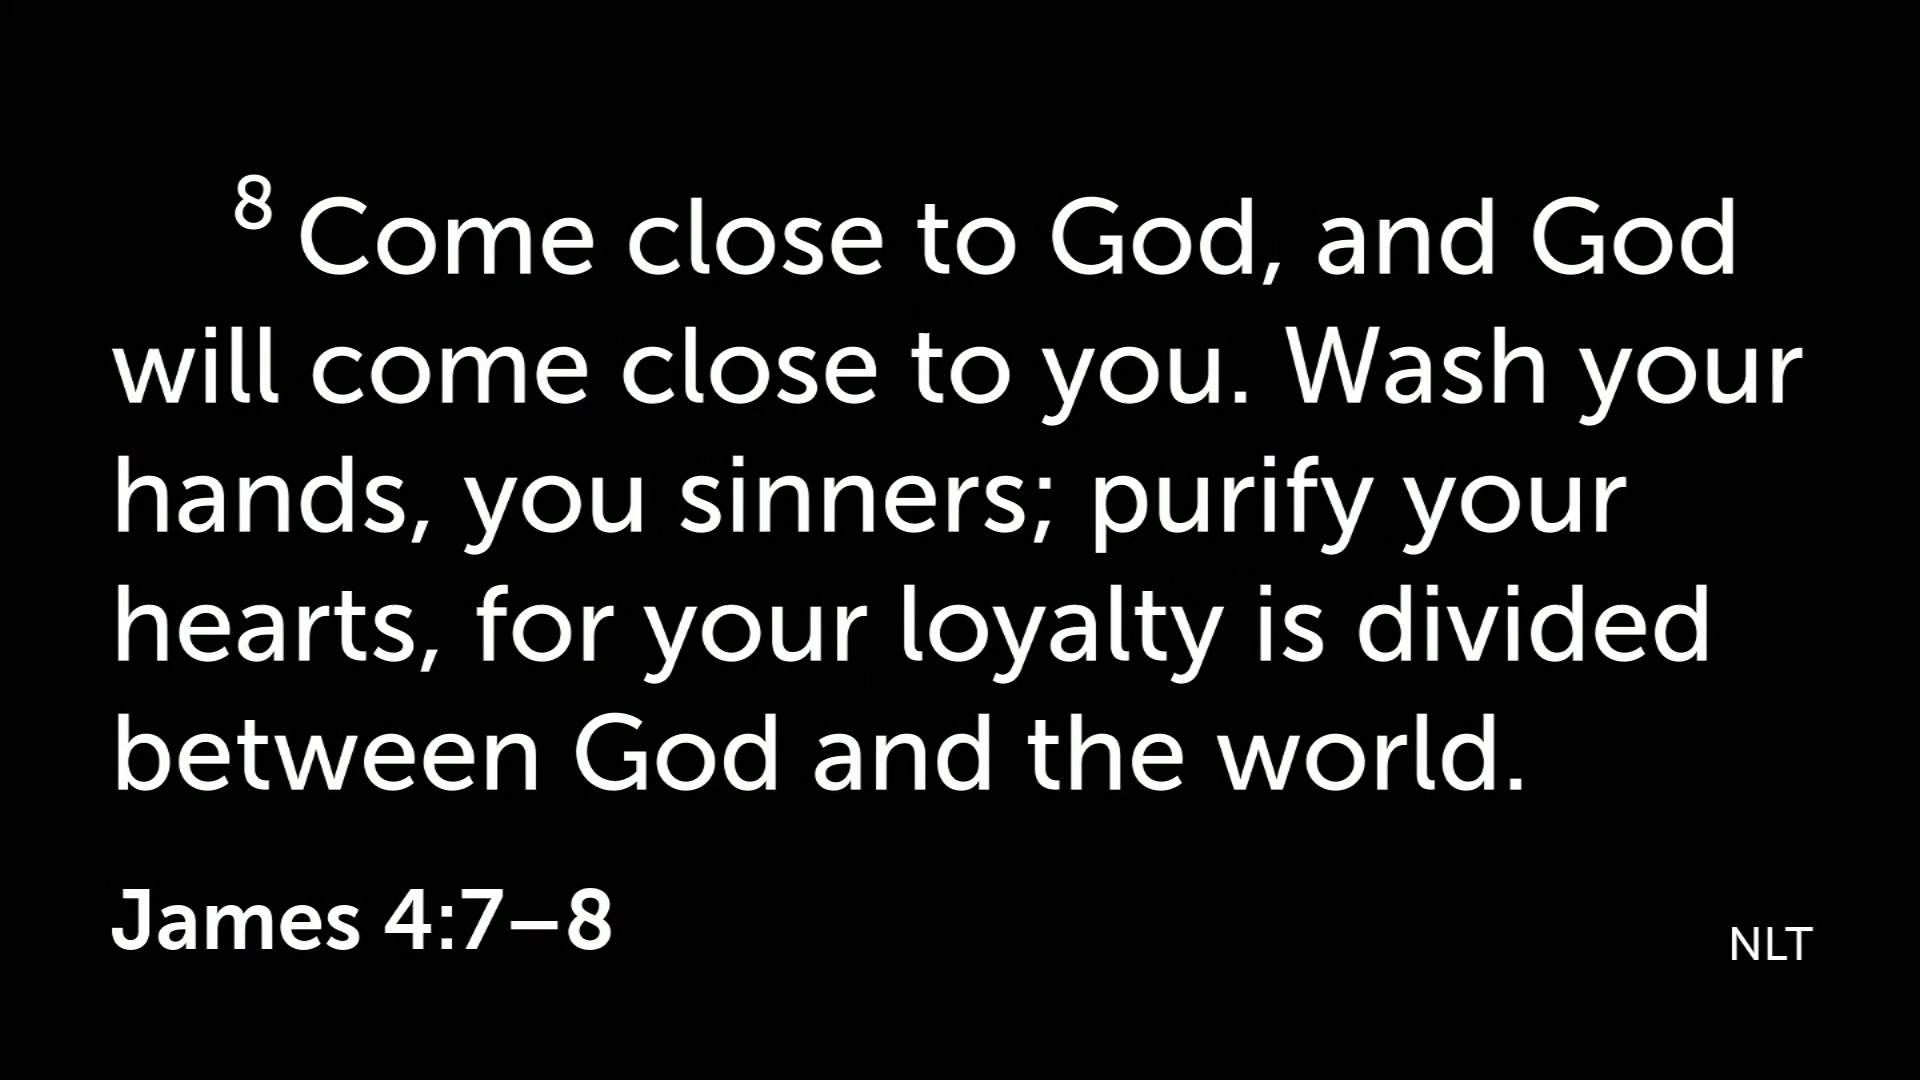 8 Come close to God, and God
will come close to you. Wash your
hands, you sinners; purify your
hearts, for your loyalty is divided
between God and the world.
James 4:7–8
NLT